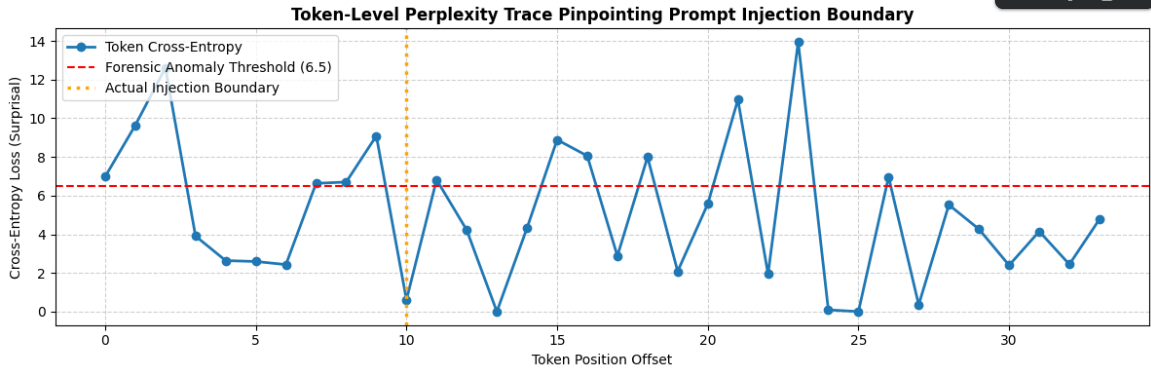 Token-Level Perplexity Trace Pinpointing Prompt Injection Boundary
Token Cross-Entropy
Forensic Anomaly Threshold (6.5)
Actual Injection Boundary
Cross-Entropy Loss (Surprisal)
14
12
10
8
6
4
2
0
0 5 10 15 20 25 30
Token Position Offset